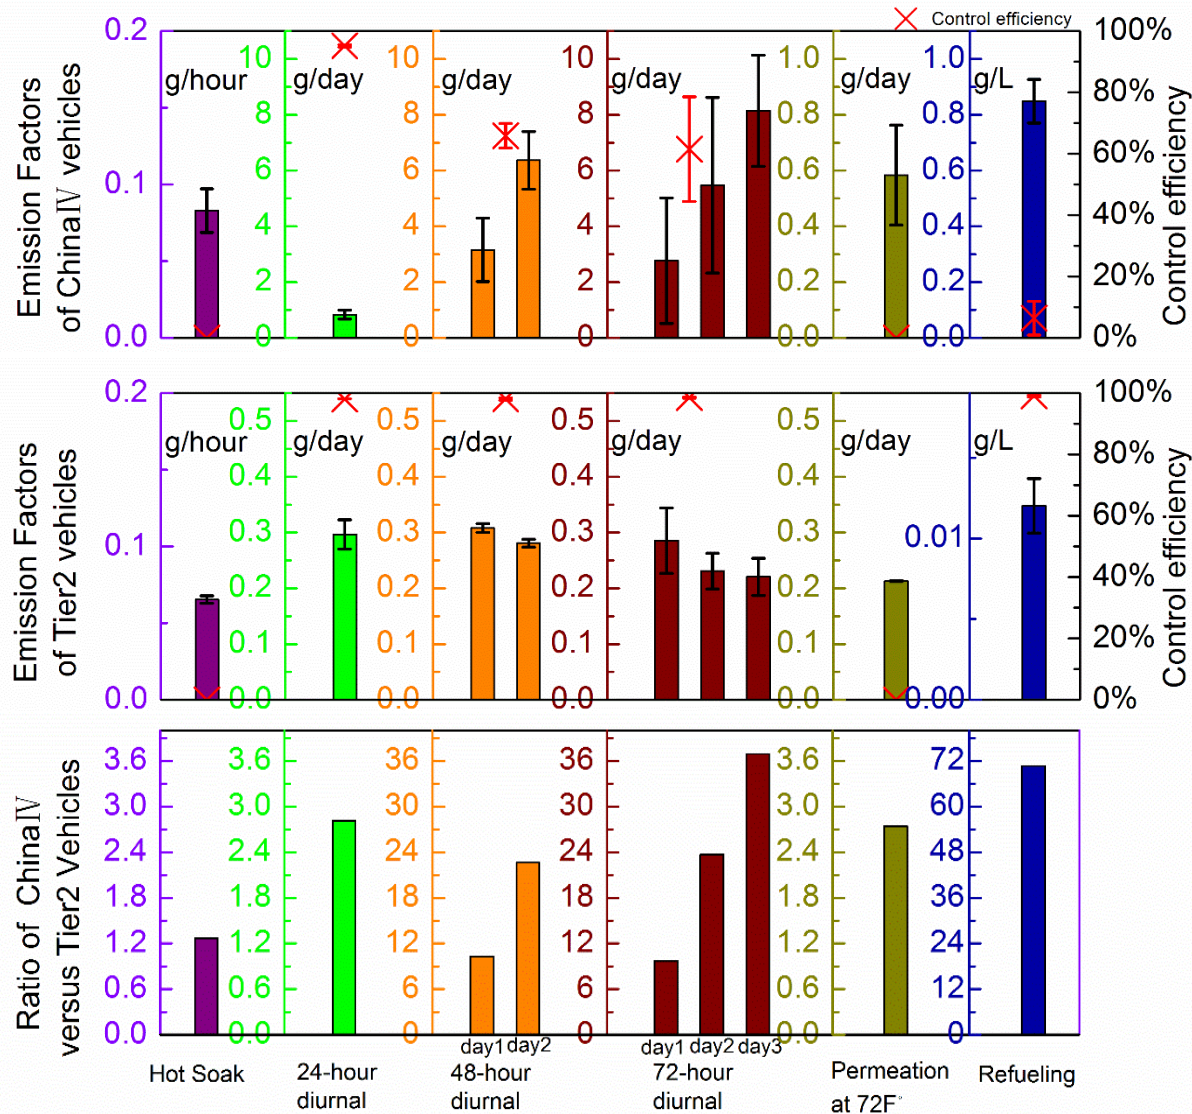 Control efficiency
0.2 10 10 10 1.0 1.0 100%
g/hour g/day g/day g/day g/day g/L
8 8 8 0.8 0.8 80%
6 6 6 0.6 0.6 60%
0.1
4 4 4 0.4 0.4 40%
2 2 2 0.2 0.2 20%
0.0 0 0 0 0.0 0.0 0%
Emission Factors
of ChinaⅣ vehicles
Control efficiency
0.2 100%
0.5 0.5 0.5 0.5
g/hour g/day g/day g/day g/day g/L
0.4 0.4 0.4 0.4 80%
0.1 0.3 0.3 0.3 0.3 0.01 60%
0.2 0.2 0.2 0.2 40%
0.1 0.1 0.1 0.1 20%
0.0 0.0 0.0 0.0 0.0 0.00 0%
Emission Factors
of Tier2 vehicles
Control efficiency
3.6 3.6 36 36 3.6 72
3.0 3.0 30 30 3.0 60
2.4 2.4 24 24 2.4 48
1.8 1.8 18 18 1.8 36
1.2 1.2 12 12 1.2 24
0.6 0.6 6 6 0.6 12
0.0 0.0 0 0 0.0 0
Ratio of ChinaⅣ
versus Tier2 Vehicles
day1 day2 day1 day2 day3
Hot Soak 24-hour 48-hour 72-hour Permeation Refueling
diurnal diurnal diurnal at 72F°